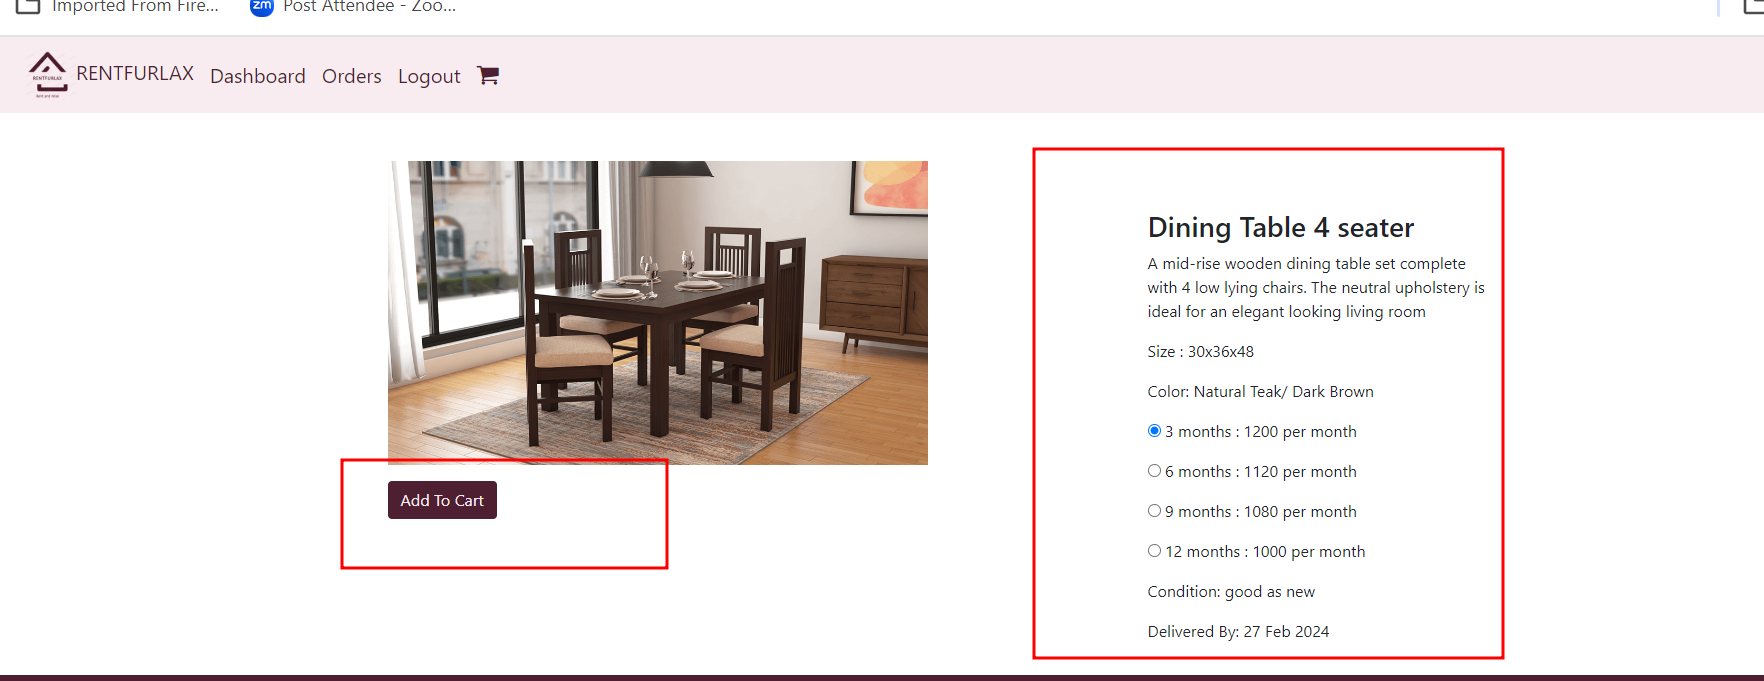 Imported From Fire...
zm Post Attendee - Zoo...
RENTFURLAX
RENTFURLAX Dashboard Orders Logout
Dining Table 4 seater
A mid-rise wooden dining table set complete
with 4 low lying chairs. The neutral upholstery is
ideal for an elegant looking living room
Size : 30x36x48
Color: Natural Teak/ Dark Brown
3 months : 1200 per month
6 months : 1120 per month
9 months : 1080 per month
12 months : 1000 per month
Condition: good as new
Delivered By: 27 Feb 2024
Add To Cart